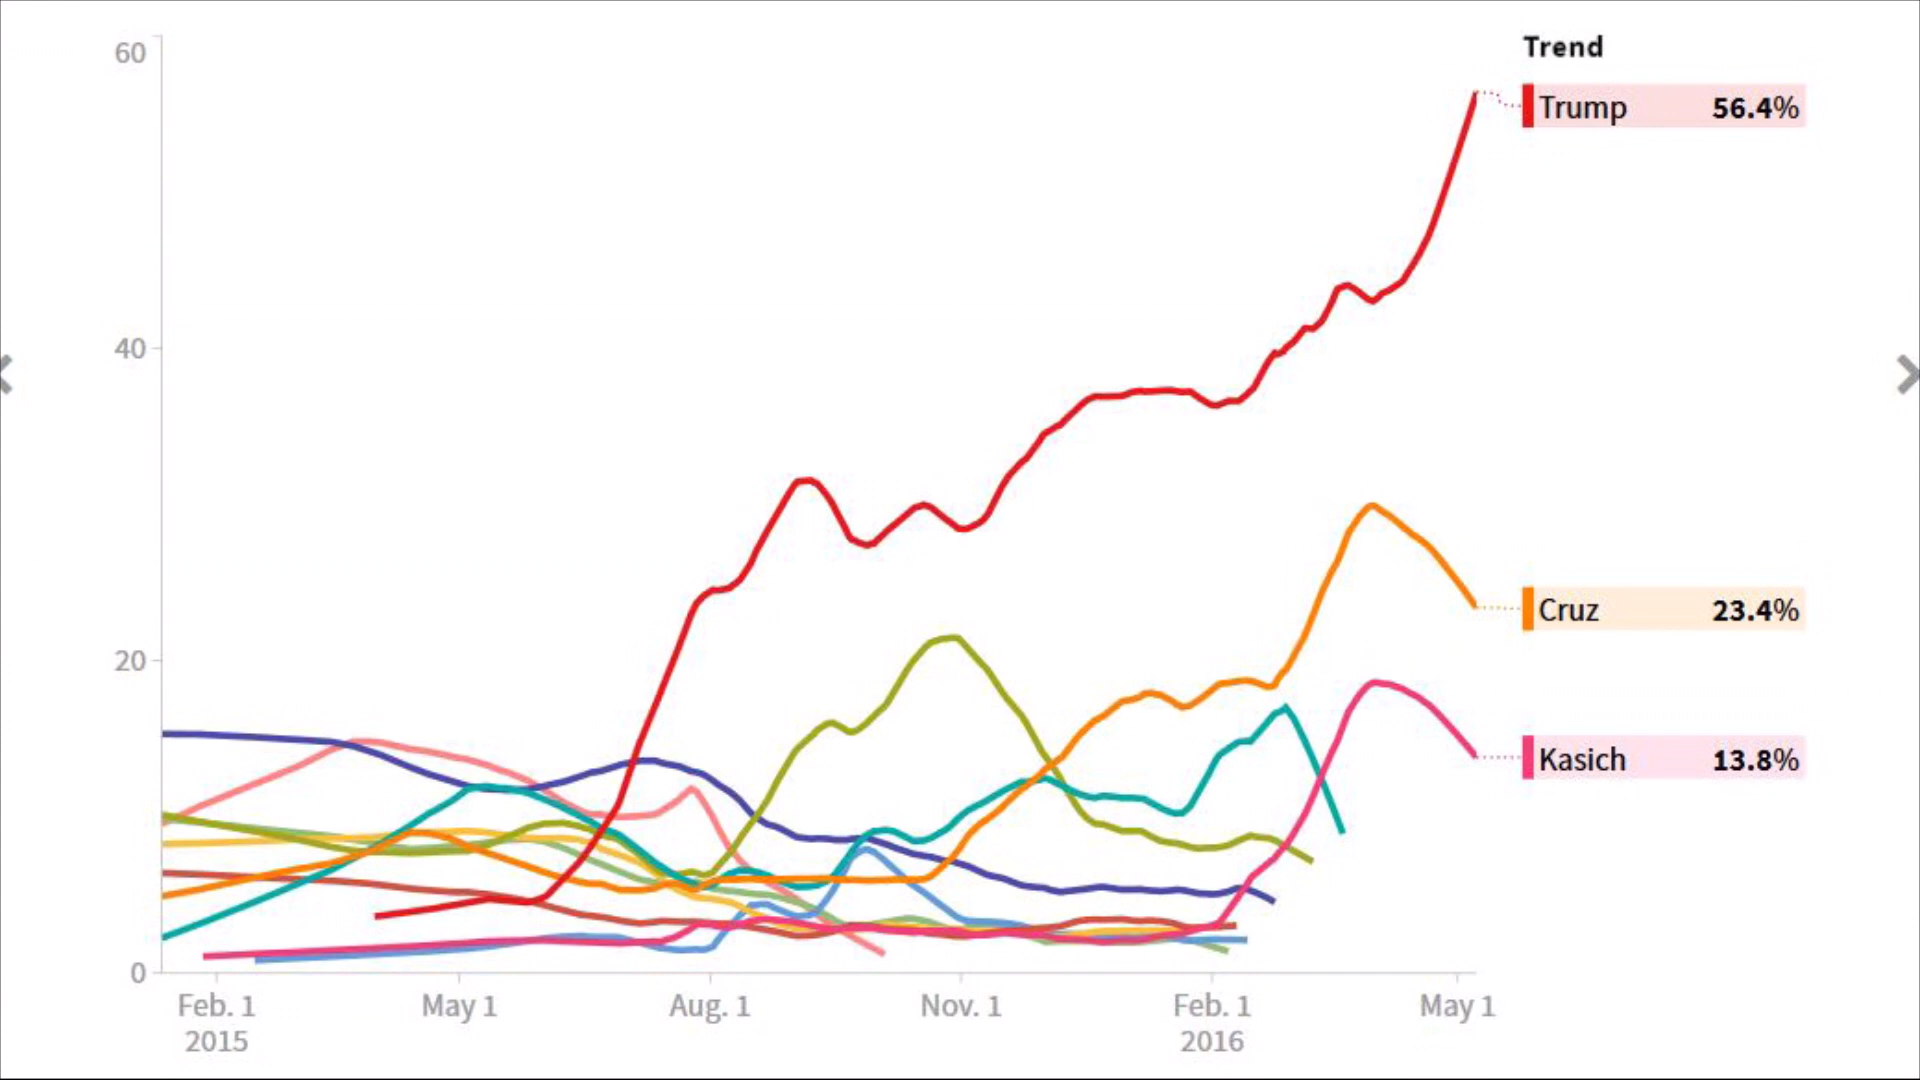 Trend
60
Trump 56.4%
40
Cruz 23.4%
20
Kasich 13.8%
0
Feb. 1 May 1 Aug. 1 Nov. 1 Feb. 1 May 1
2015 2016